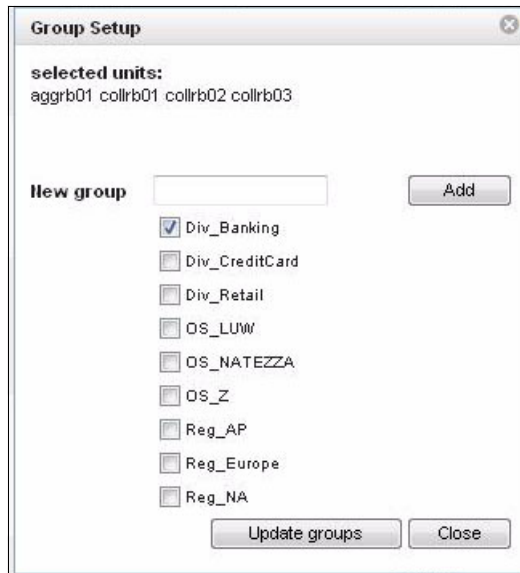 Group Setup
selected units:
aggrb01 collrb01 collrb02 collrb03
New group Add
Div_Banking
Div_CreditCard
Div_Retail
OS_LUW
OS_NATEZZA
OS_Z
Reg_AP
Reg_Europe
Reg_NA
Update groups Close